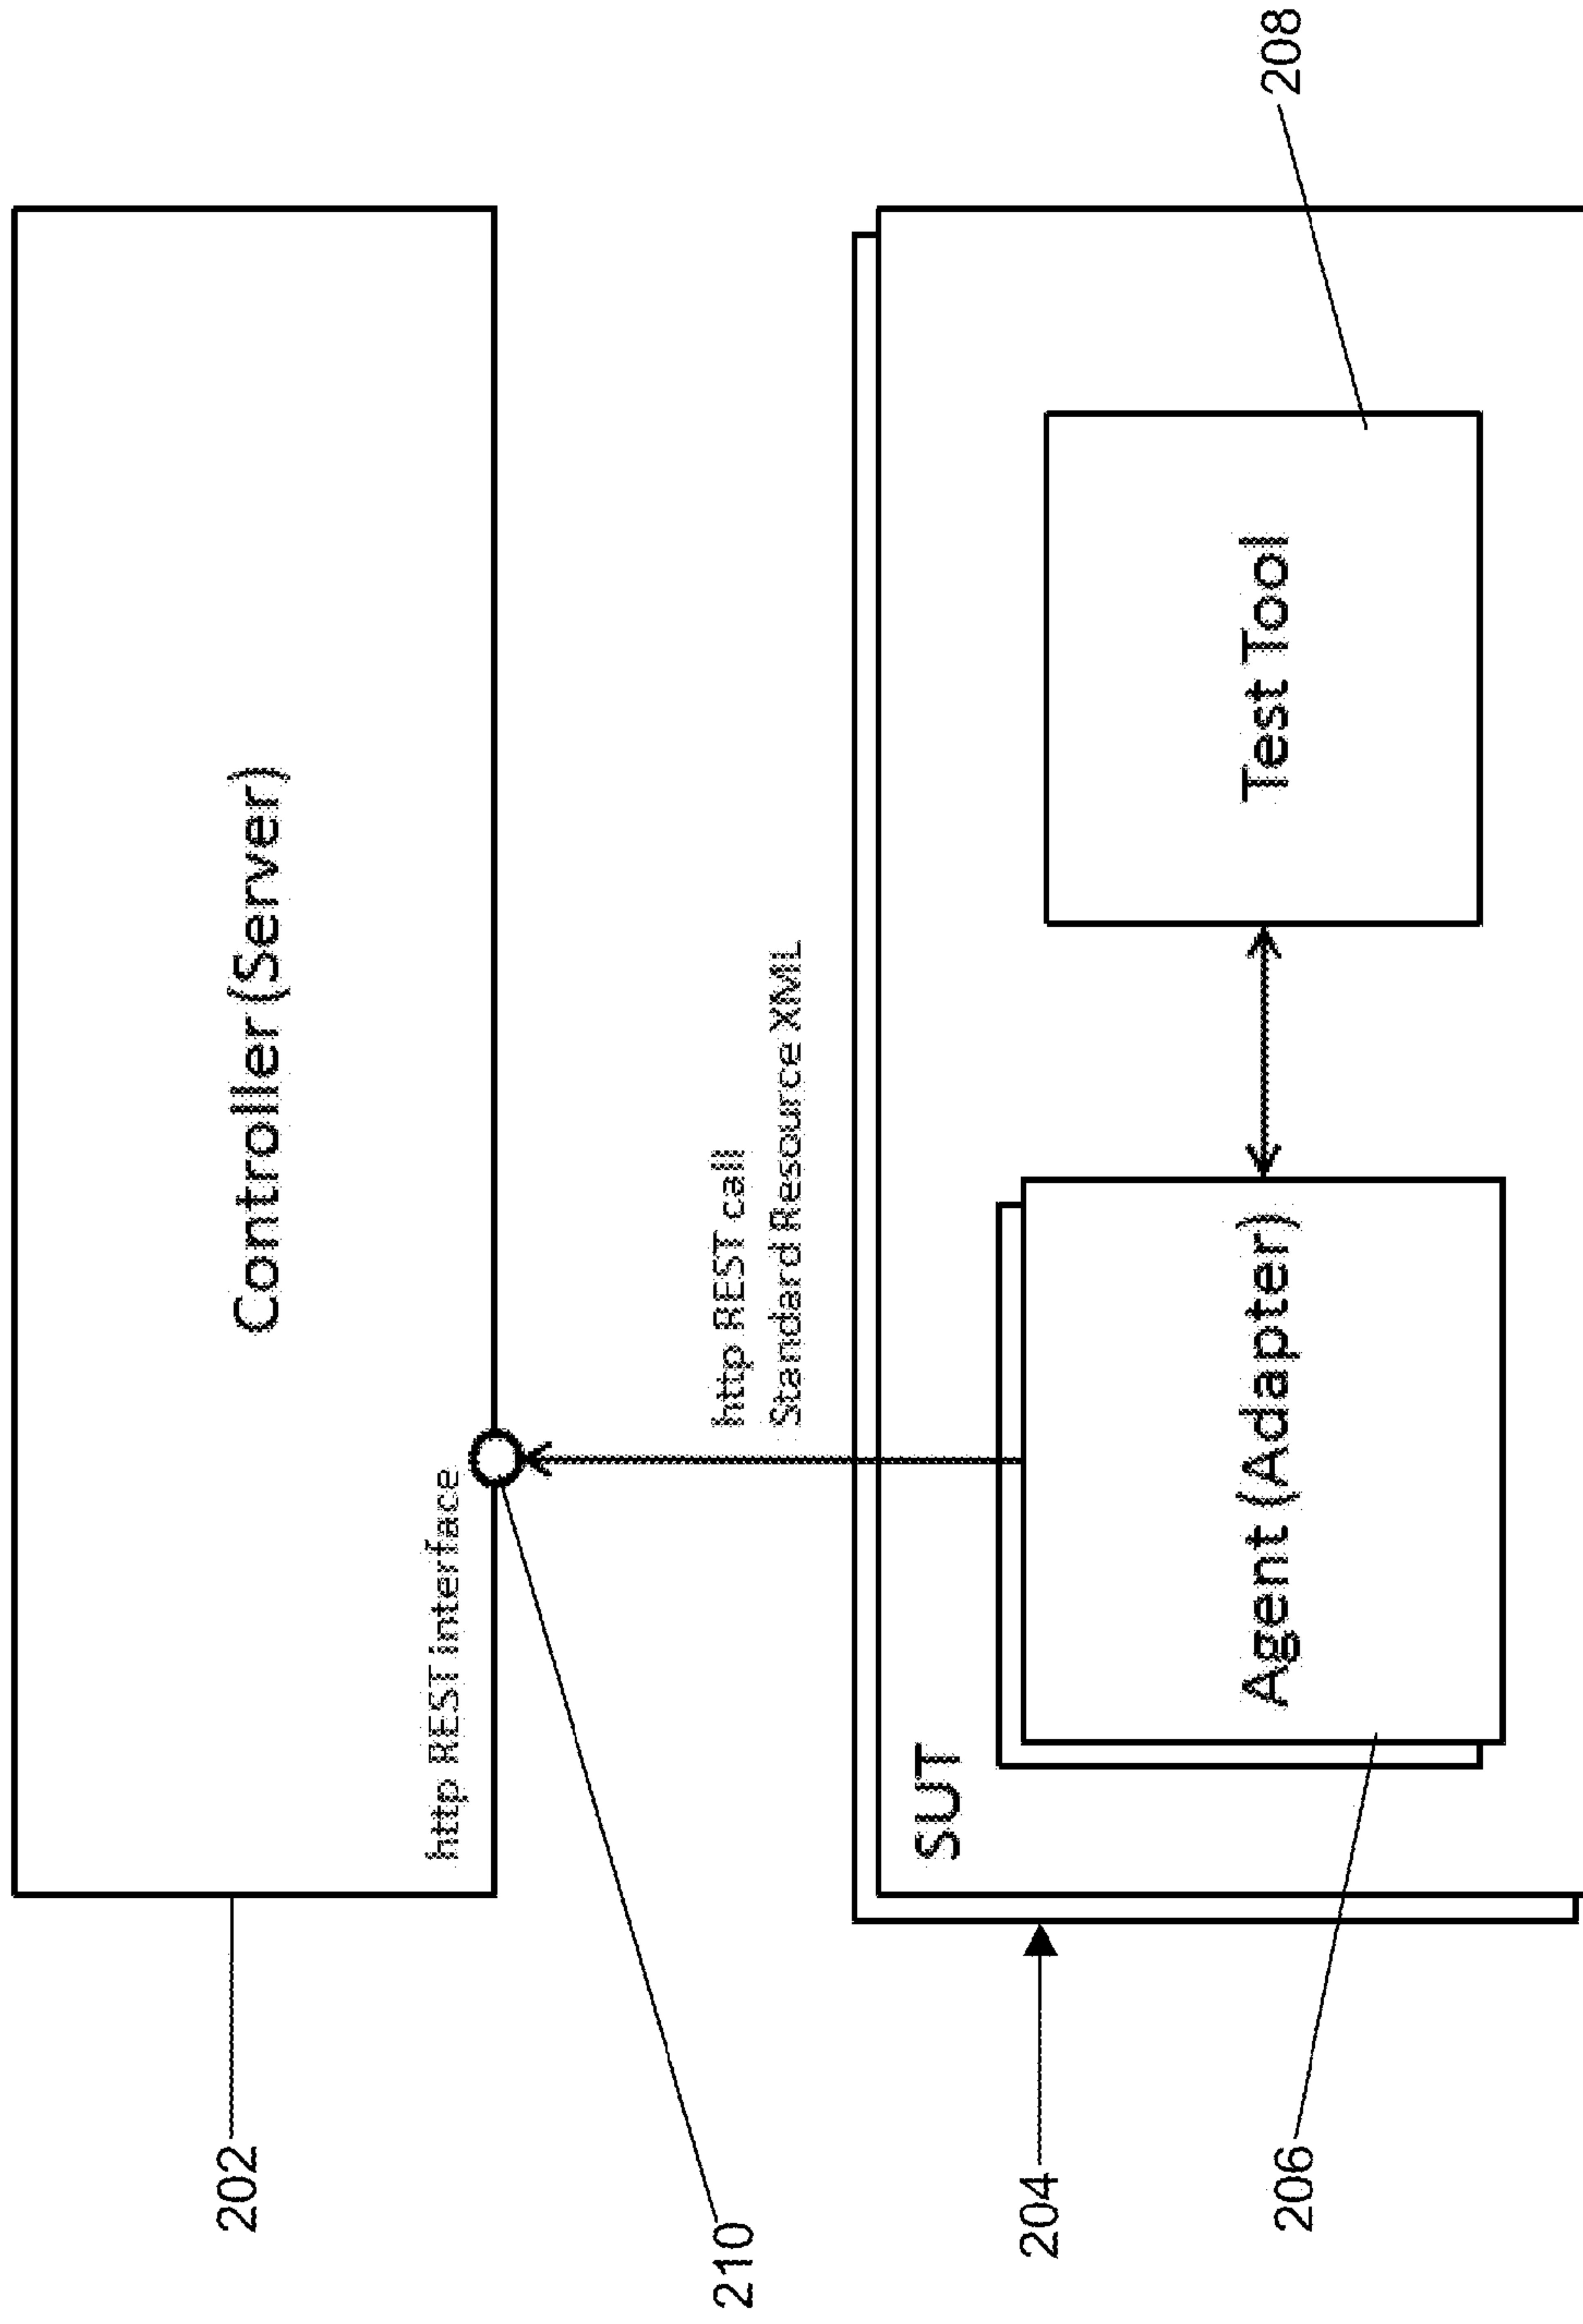 202
Controller (Server)
http REST interface
210
http REST call
Standard Resource XML
204
SUT
206
Agent (Adapter)
Test Tool
208